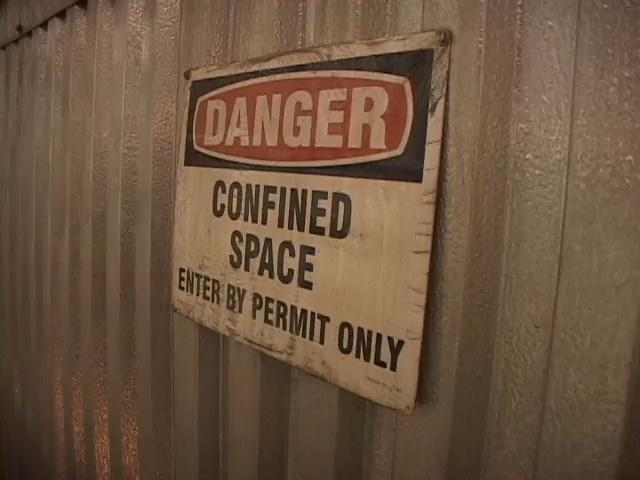 DANGER
CONFINED
SPACE
ENTER BY PERMIT ONLY